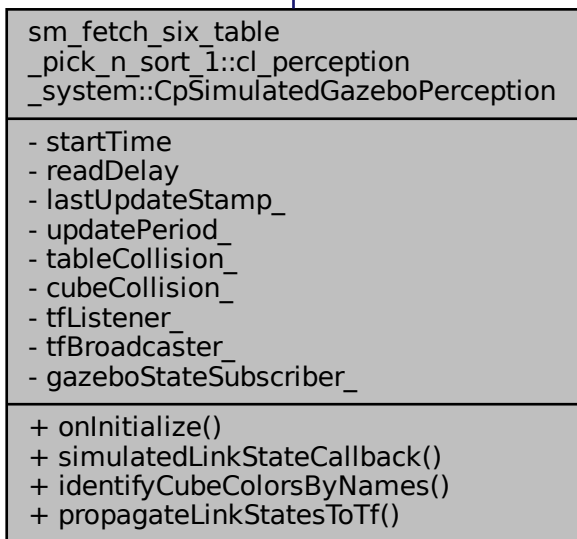 sm_fetch_six_table
_pick_n_sort_1::cl_perception
_system::CpSimulatedGazeboPerception
- startTime
- readDelay
- lastUpdateStamp_
- updatePeriod_
- tableCollision_
- cubeCollision_
- tfListener_
- tfBroadcaster_
- gazeboStateSubscriber_
+ onInitialize()
+ simulatedLinkStateCallback()
+ identifyCubeColorsByNames()
+ propagateLinkStatesToTf()